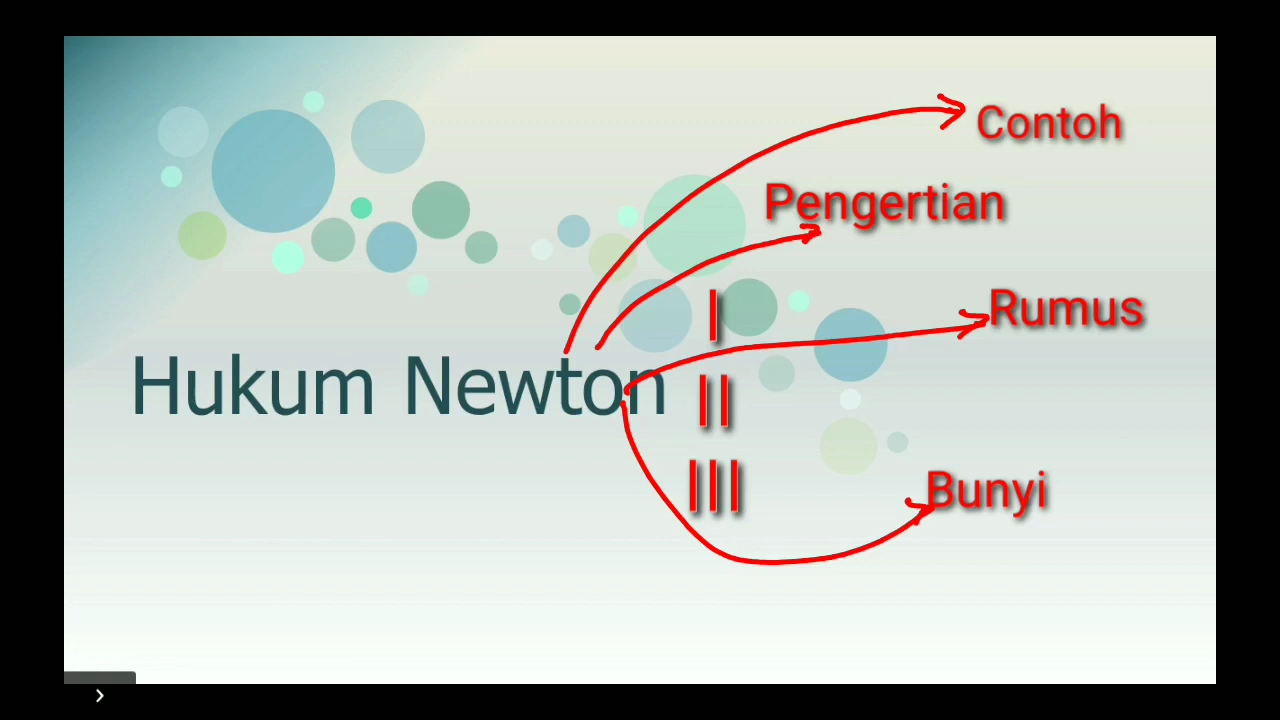 Contoh
Pengertian
Rumus
Hukum Newton
I
II
III
Bunyi